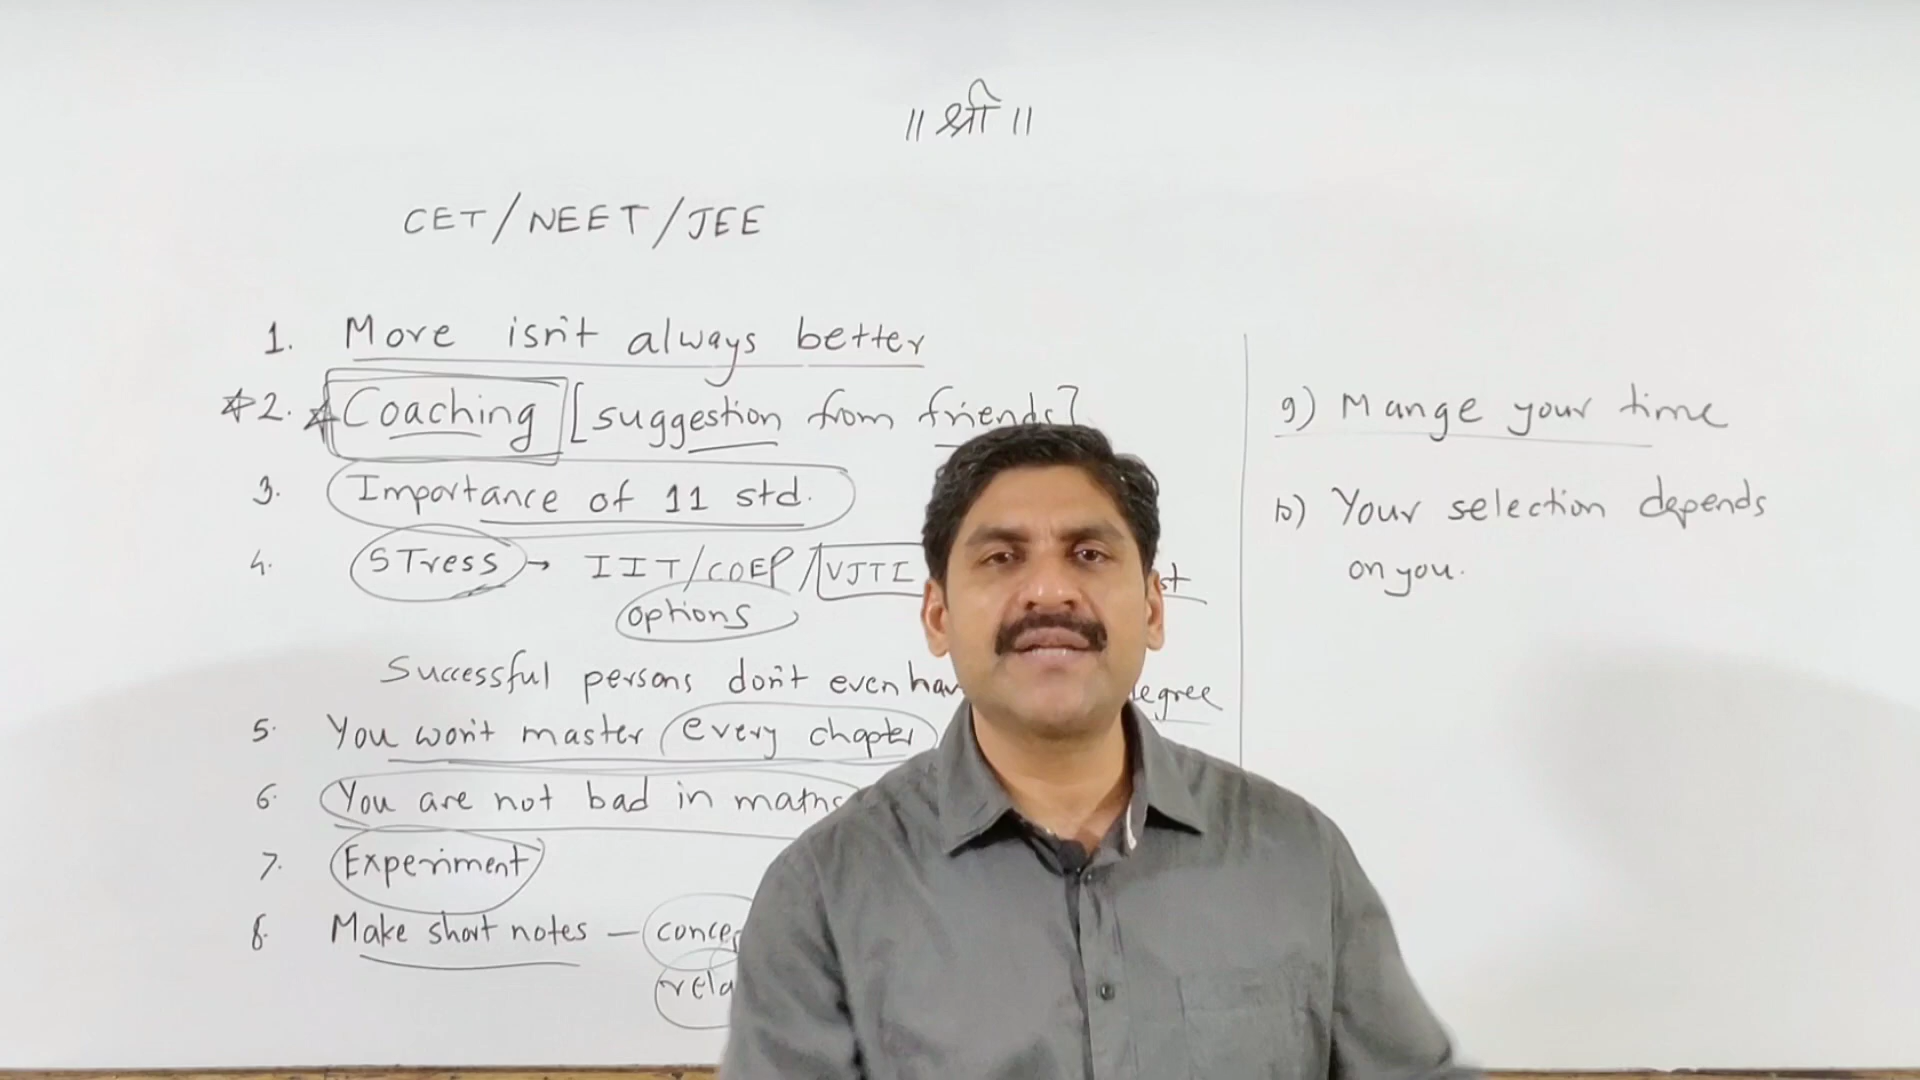 ॥ श्री ॥
CET/NEET/JEE
1. More isn't always better
2. Coaching [suggestion from friends]
3. Importance of 11 std.
4. STress → IIT/COEP/VJTI
options
Successful persons don't even
5. You won't master every chapter
6. You are not bad in maths
7. Experiment
8. Make short notes —
9) Mange your time
10) Your selection depends
on you.